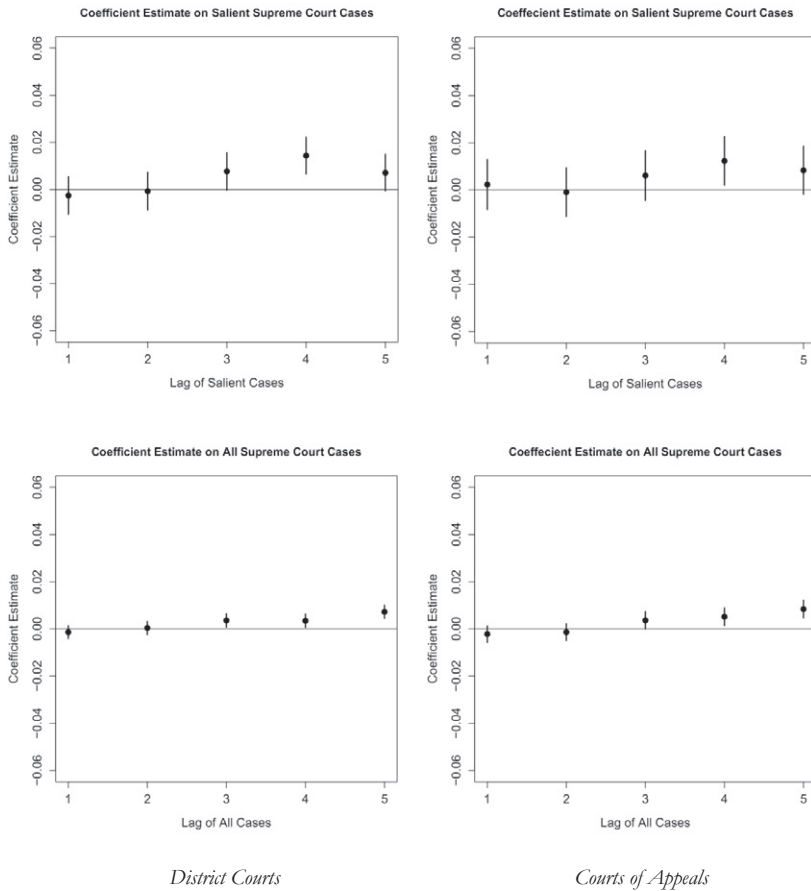 Coefficient Estimate on Salient Supreme Court Cases
Coefficient Estimate
0.06
0.04
0.02
0.00
−0.02
−0.04
−0.06
1 2 3 4 5
Lag of Salient Cases
Coeffecient Estimate on Salient Supreme Court Cases
Coefficient Estimate
0.06
0.04
0.02
0.00
−0.02
−0.04
−0.06
1 2 3 4 5
Lag of Salient Cases
Coefficient Estimate on All Supreme Court Cases
Coefficient Estimate
0.06
0.04
0.02
0.00
−0.02
−0.04
−0.06
1 2 3 4 5
Lag of All Cases
Coeffecient Estimate on All Supreme Court Cases
Coefficient Estimate
0.06
0.04
0.02
0.00
−0.02
−0.04
−0.06
1 2 3 4 5
Lag of All Cases
District Courts
Courts of Appeals